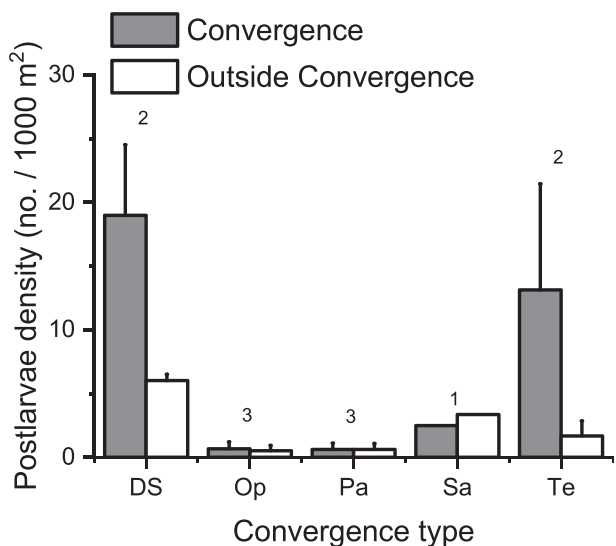 Convergence
Outside Convergence
Postlarvae density (no. / 1000 m²)
30
20
10
0
2
3
3
1
2
DS Op Pa Sa Te
Convergence type